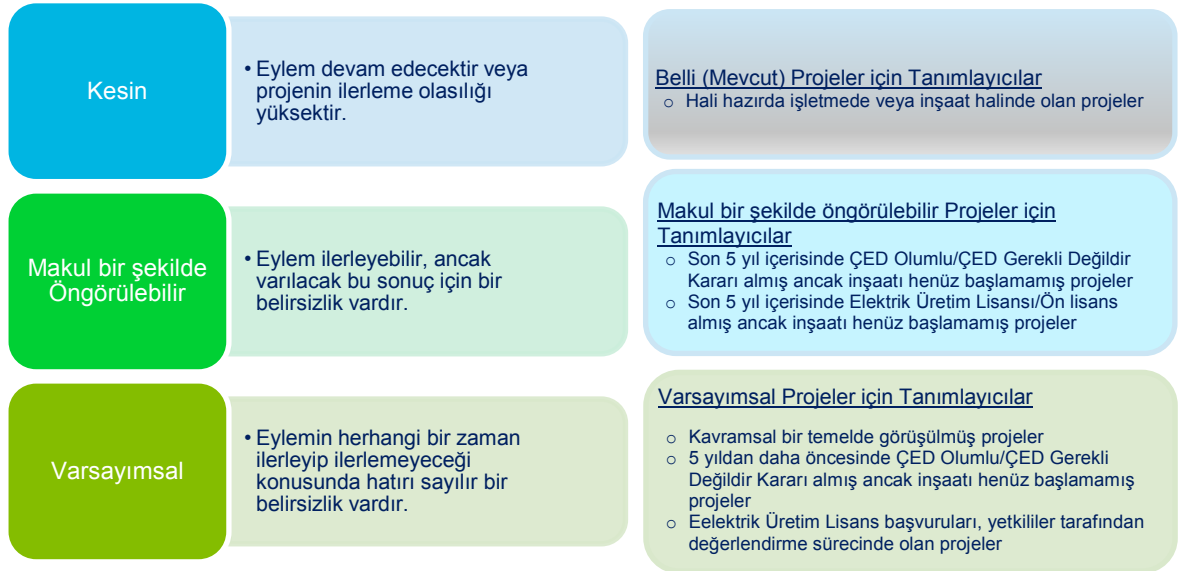 Kesin
• Eylem devam edecektir veya
projenin ilerleme olasılığı
yüksektir.
Belli (Mevcut) Projeler için Tanımlayıcılar
o Hali hazırda işletmede veya inşaat halinde olan projeler
Makul bir şekilde
Öngörülebilir
• Eylem ilerleyebilir, ancak
varılacak bu sonuç için bir
belirsizlik vardır.
Makul bir şekilde öngörülebilir Projeler için
Tanımlayıcılar
o Son 5 yıl içerisinde ÇED Olumlu/ÇED Gerekli Değildir
Kararı almış ancak inşaatı henüz başlamamış projeler
o Son 5 yıl içerisinde Elektrik Üretim Lisansı/Ön lisans
almış ancak inşaatı henüz başlamamış projeler
Varsayımsal
• Eylemin herhangi bir zaman
ilerleyip ilerlemeyeceği
konusunda hatırı sayılır bir
belirsizlik vardır.
Varsayımsal Projeler için Tanımlayıcılar
o Kavramsal bir temelde görüşülmüş projeler
o 5 yıldan daha öncesinde ÇED Olumlu/ÇED Gerekli
Değildir Kararı almış ancak inşaatı henüz başlamamış
projeler
o Eelektrik Üretim Lisans başvuruları, yetkililer tarafından
değerlendirme sürecinde olan projeler